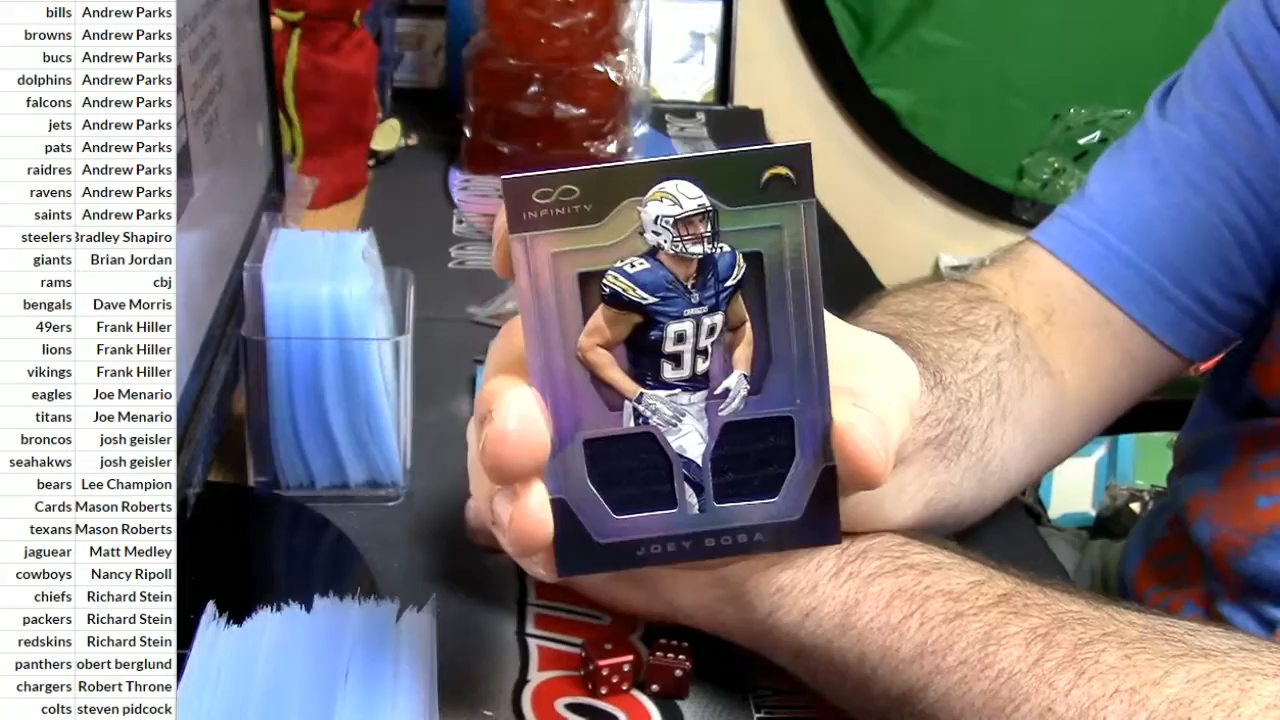 bills Andrew Parks
browns Andrew Parks
bucs Andrew Parks
dolphins Andrew Parks
falcons Andrew Parks
jets Andrew Parks
pats Andrew Parks
raidres Andrew Parks
ravens Andrew Parks
saints Andrew Parks
steelers Bradley Shapiro
giants Brian Jordan
rams cbj
bengals Dave Morris
49ers Frank Hiller
lions Frank Hiller
vikings Frank Hiller
eagles Joe Menario
titans Joe Menario
broncos josh geisler
seahakws josh geisler
bears Lee Champion
Cards Mason Roberts
texans Mason Roberts
jaguear Matt Medley
cowboys Nancy Ripoll
chiefs Richard Stein
packers Richard Stein
redskins Richard Stein
panthers obert berglund
chargers Robert Throne
colts steven pidcock
INFINITY
99
CHARGERS
99
JOEY BOSA